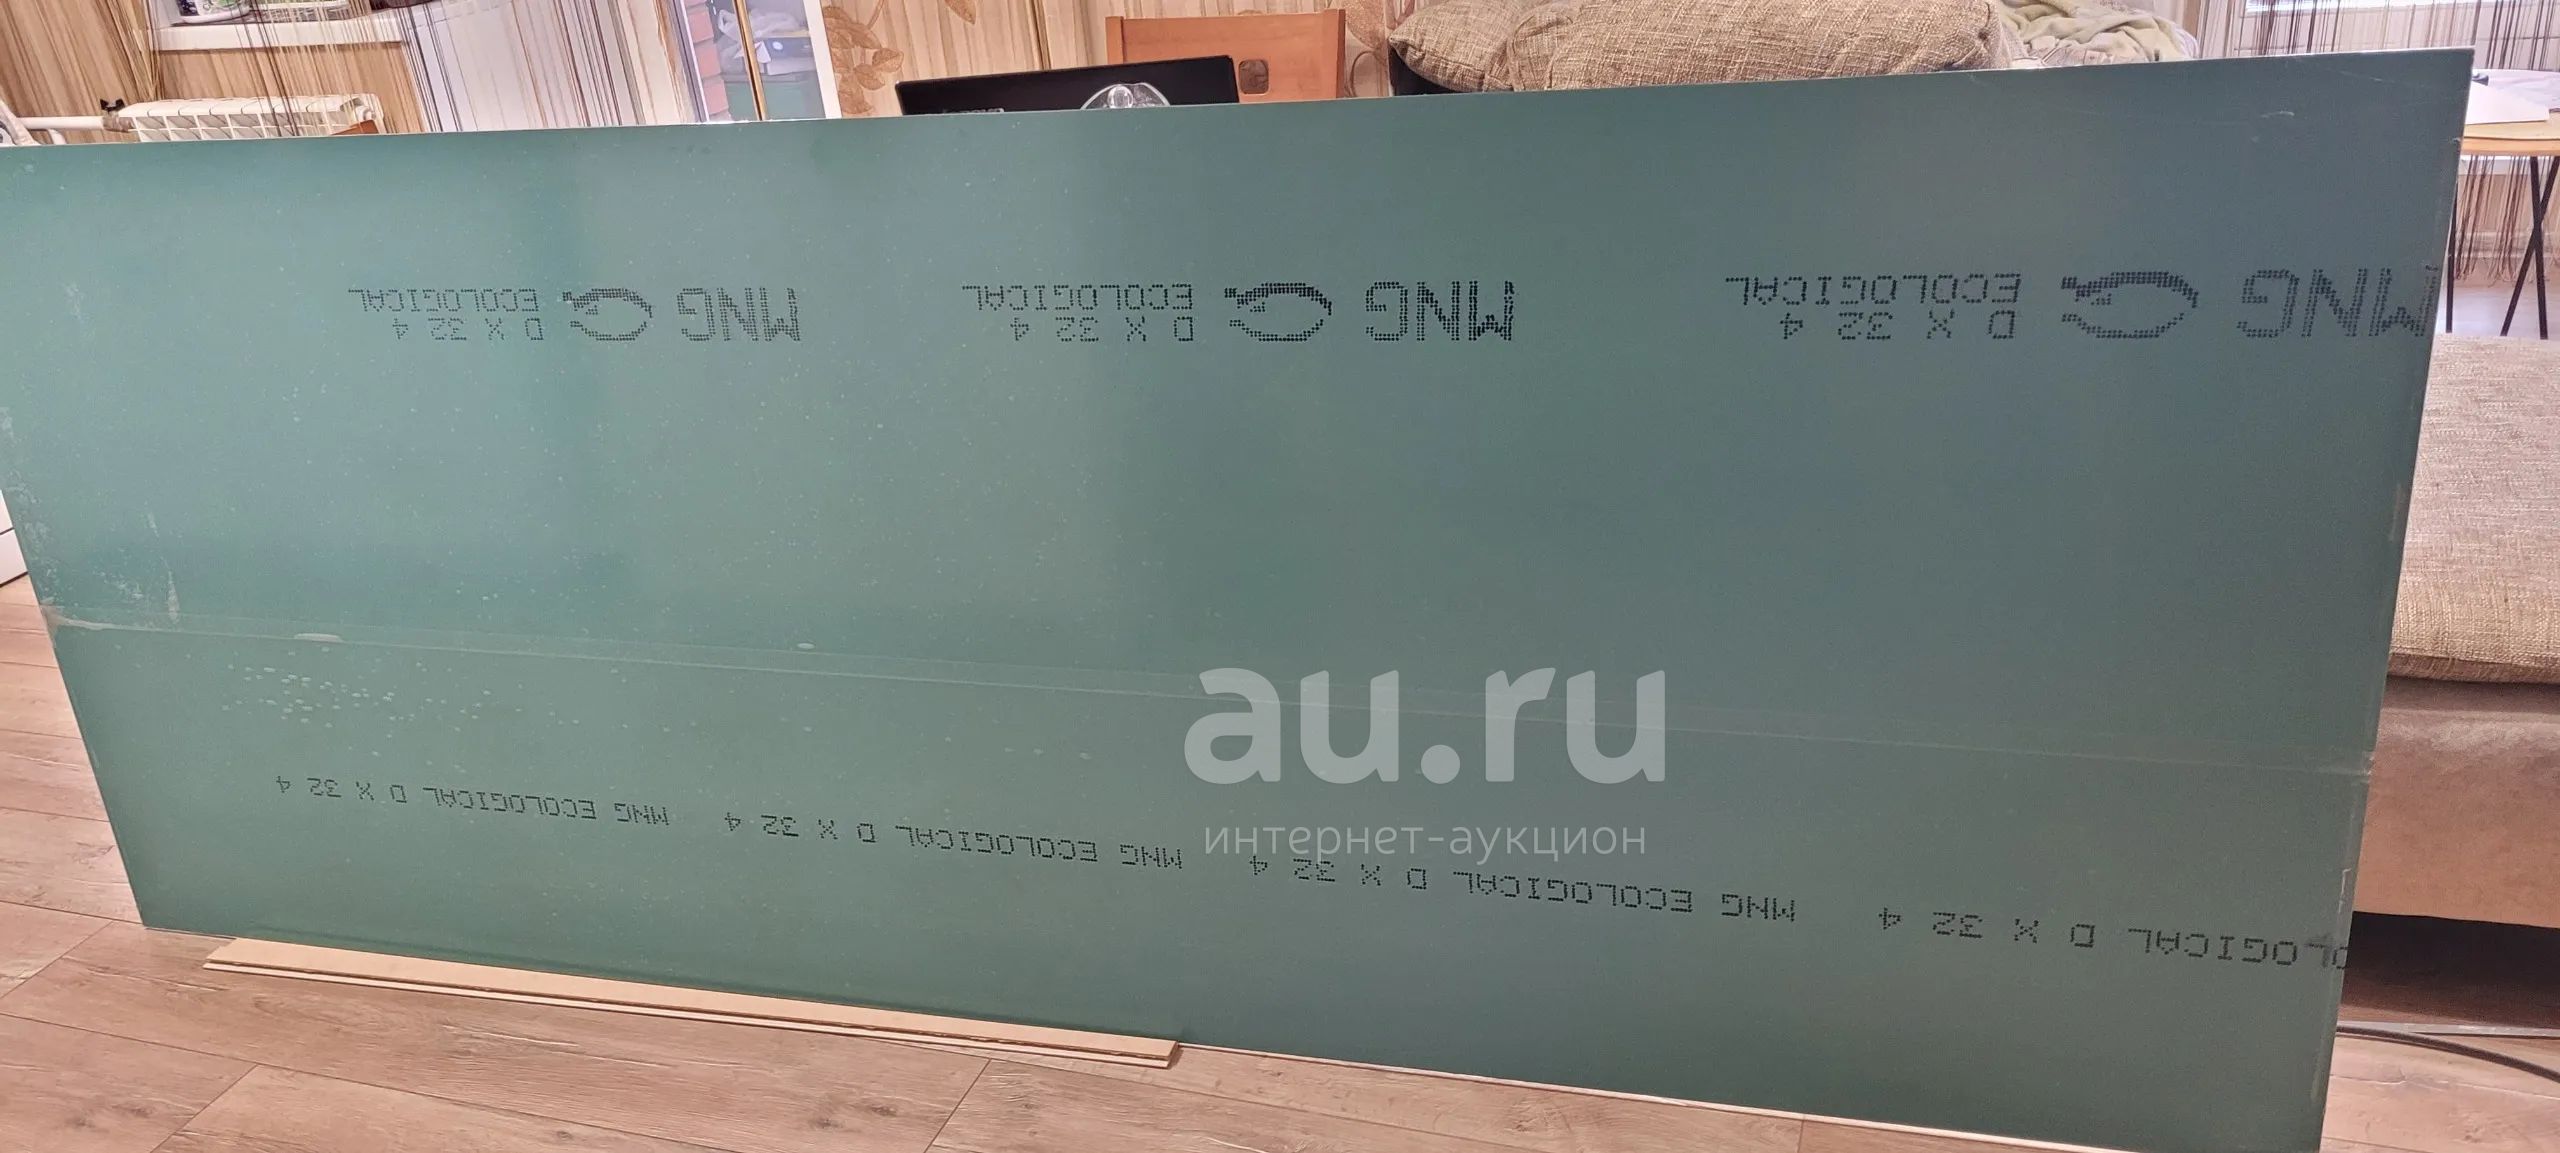 OLOGICAL D X 32 4 MNG ECOLOGICAL D X 32 4 MNG ECOLOGICAL D X 32 4 MNG ECOLOGICAL D X 32 4
MNG
D X 32 4
ECOLOGICAL
MNG
D X 32 4
ECOLOGICAL
MNG
D X 32 4
ECOLOGICAL
au.ru
интернет-аукцион